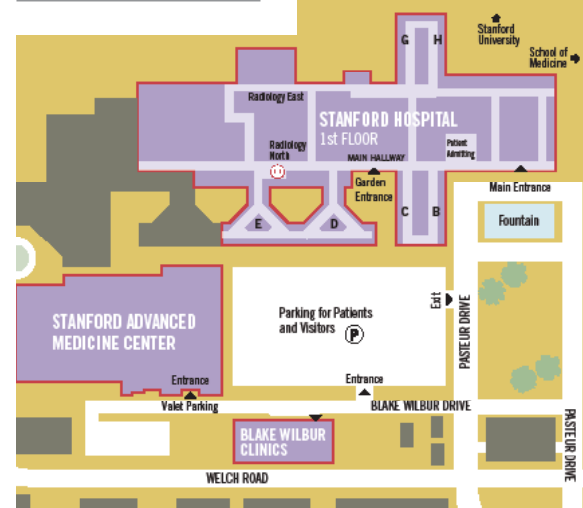 Stanford
University
School of
Medicine
G
H
Radiology East
STANFORD HOSPITAL
1st FLOOR
Radiology
North
Patient
Admitting
MAIN HALLWAY
Garden
Entrance
Main Entrance
C
B
E
D
Fountain
Exit
PASTEUR DRIVE
Parking for Patients
and Visitors
P
STANFORD ADVANCED
MEDICINE CENTER
Entrance
Valet Parking
Entrance
BLAKE WILBUR DRIVE
BLAKE WILBUR
CLINICS
PASTEUR DRIVE
WELCH ROAD